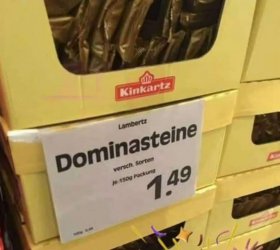 Kinkartz
Lambertz
Dominasteine
versch. Sorten
je 150g Packung
1.49